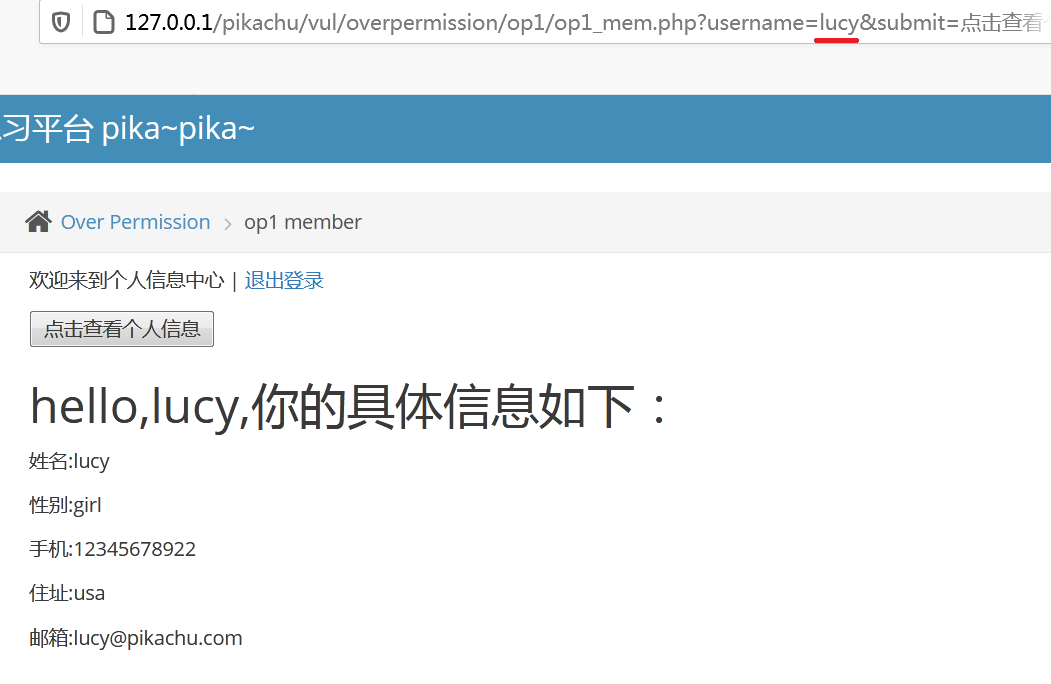 127.0.0.1/pikachu/vul/overpermission/op1/op1_mem.php?username=lucy&submit=点击查看
习平台 pika~pika~
Over Permission > op1 member
欢迎来到个人信息中心 | 退出登录
点击查看个人信息
hello,lucy,你的具体信息如下：
姓名:lucy
性别:girl
手机:12345678922
住址:usa
邮箱:lucy@pikachu.com